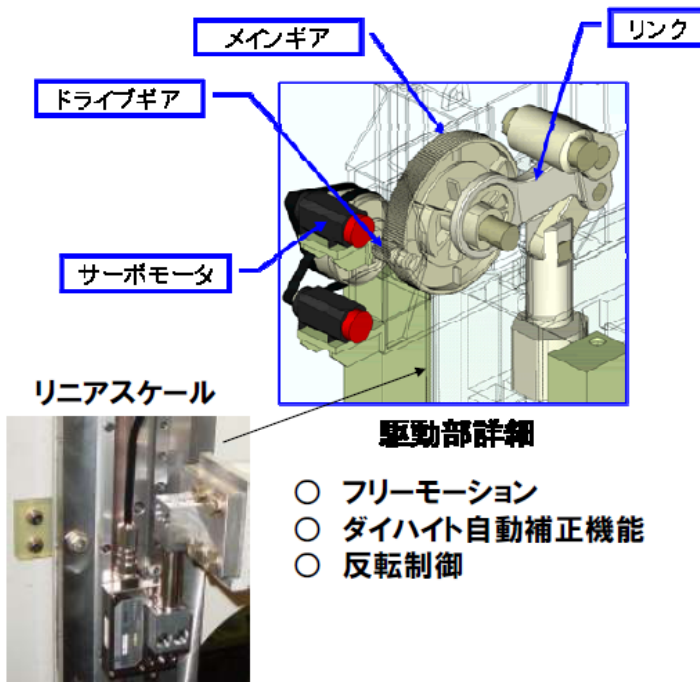 メインギア
リンク
ドライブギア
サーボモータ
リニアスケール
駆動部詳細
○ フリーモーション
○ ダイハイト自動補正機能
○ 反転制御